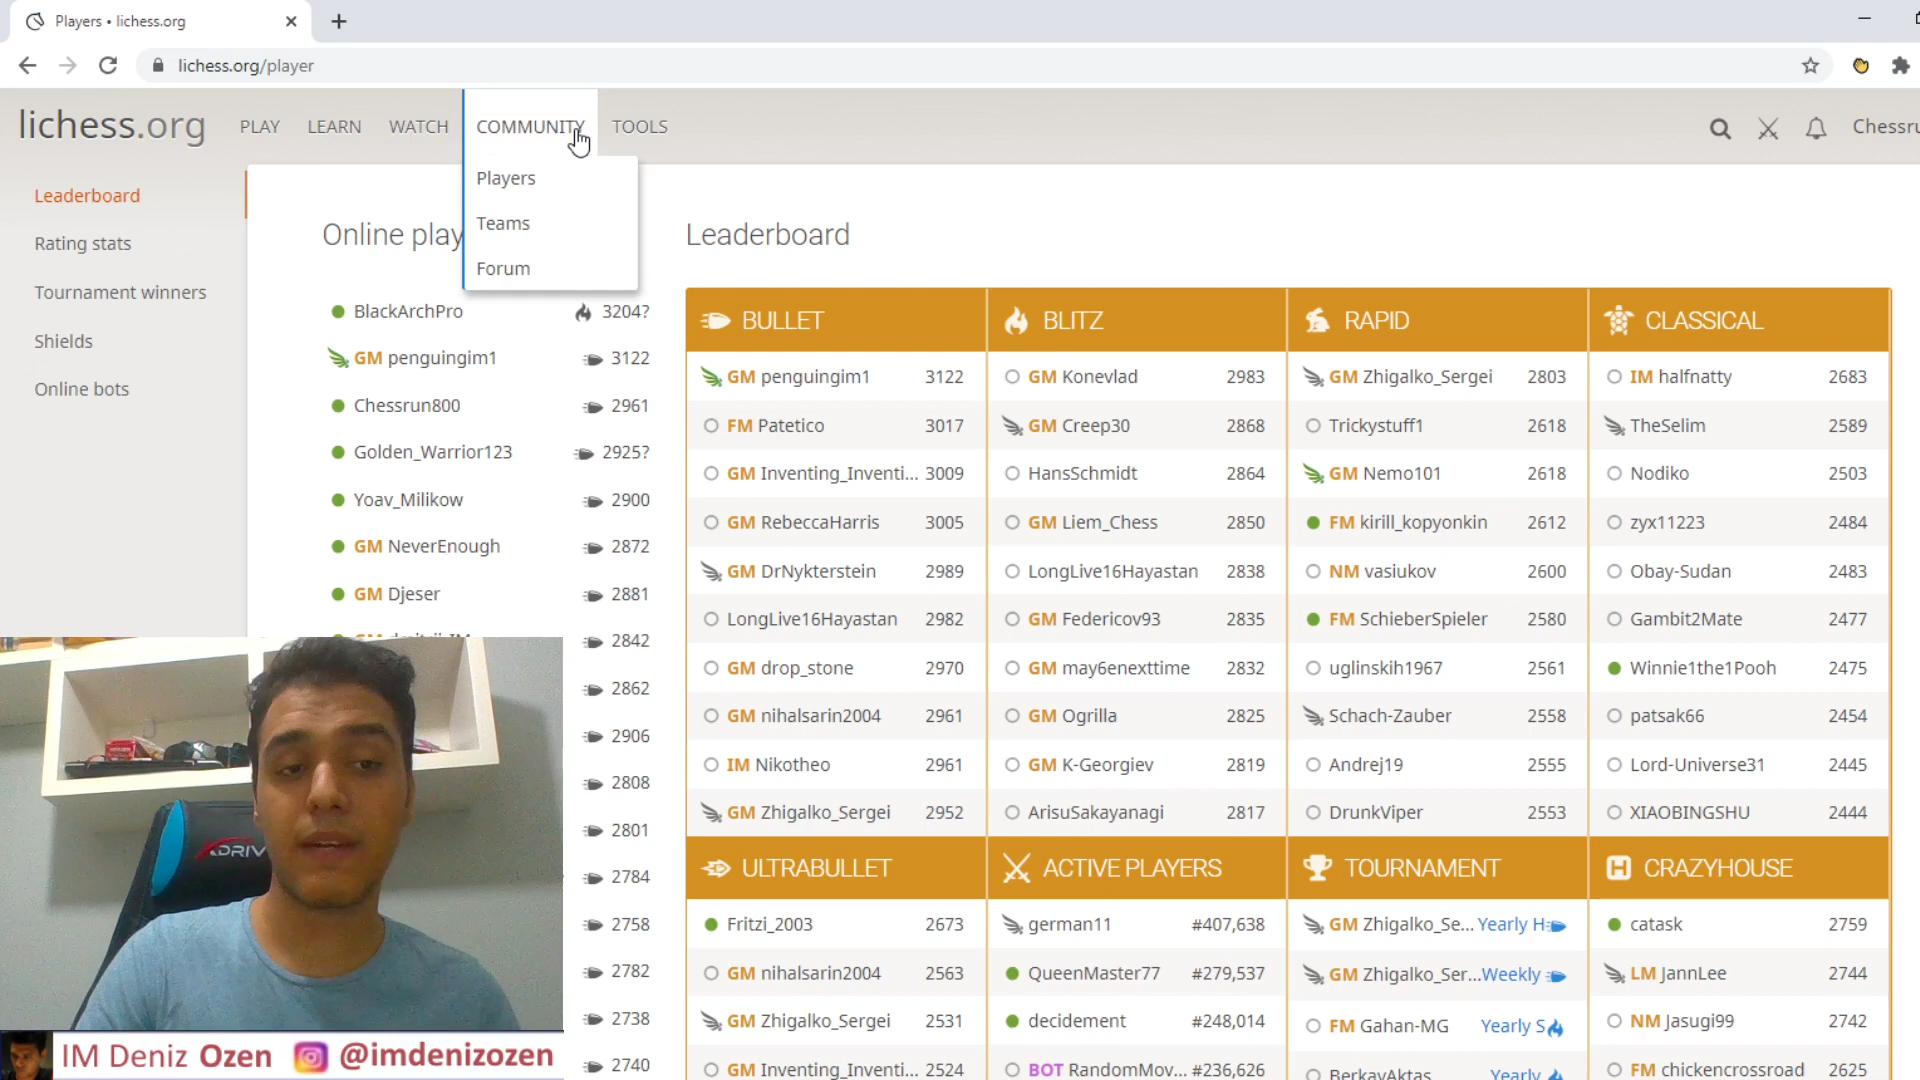 Players • lichess.org
lichess.org/player
lichess.org PLAY LEARN WATCH COMMUNITY TOOLS
Players
Teams
Forum
Leaderboard
Rating stats
Tournament winners
Shields
Online bots
Online play
BlackArchPro 3204?
GM penguingim1 3122
Chessrun800 2961
Golden_Warrior123 2925?
Yoav_Milikow 2900
GM NeverEnough 2872
GM Djeser 2881
2842
2862
2906
2808
2801
2784
2758
2782
2738
2740
Leaderboard
BULLET
GM penguingim1 3122
FM Patetico 3017
GM Inventing_Inventi... 3009
GM RebeccaHarris 3005
GM DrNykterstein 2989
LongLive16Hayastan 2982
GM drop_stone 2970
GM nihalsarin2004 2961
IM Nikotheo 2961
GM Zhigalko_Sergei 2952
BLITZ
GM Konevlad 2983
GM Creep30 2868
HansSchmidt 2864
GM Liem_Chess 2850
LongLive16Hayastan 2838
GM Federicov93 2835
GM may6enexttime 2832
GM Ogrilla 2825
GM K-Georgiev 2819
ArisuSakayanagi 2817
RAPID
GM Zhigalko_Sergei 2803
Trickystuff1 2618
GM Nemo101 2618
FM kirill_kopyonkin 2612
NM vasiukov 2600
FM SchieberSpieler 2580
uglinskih1967 2561
Schach-Zauber 2558
Andrej19 2555
DrunkViper 2553
CLASSICAL
IM halfnatty 2683
TheSelim 2589
Nodiko 2503
zyx11223 2484
Obay-Sudan 2483
Gambit2Mate 2477
Winnie1the1Pooh 2475
patsak66 2454
Lord-Universe31 2445
XIAOBINGSHU 2444
ULTRABULLET
Fritzi_2003 2673
GM nihalsarin2004 2563
GM Zhigalko_Sergei 2531
GM Inventing_Inventi... 2524
ACTIVE PLAYERS
german11 #407,638
QueenMaster77 #279,537
decidement #248,014
BOT RandomMov... #236,626
TOURNAMENT
GM Zhigalko_Se... Yearly H
GM Zhigalko_Ser... Weekly
FM Gahan-MG Yearly S
BerkayAktas Yearly
CRAZYHOUSE
catask 2759
LM JannLee 2744
NM Jasugi99 2742
FM chickencrossroad 2625
IM Deniz Ozen @imdenizozen